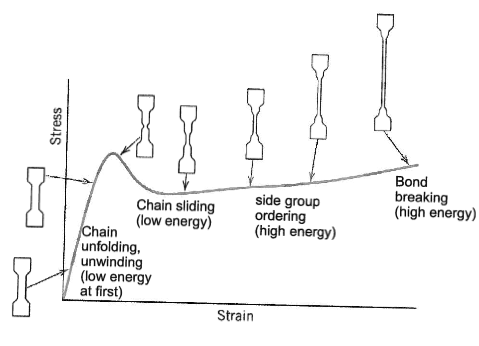 Stress
Chain
unfolding,
unwinding
(low energy
at first)
Chain sliding
(low energy)
side group
ordering
(high energy)
Bond
breaking
(high energy)
Strain